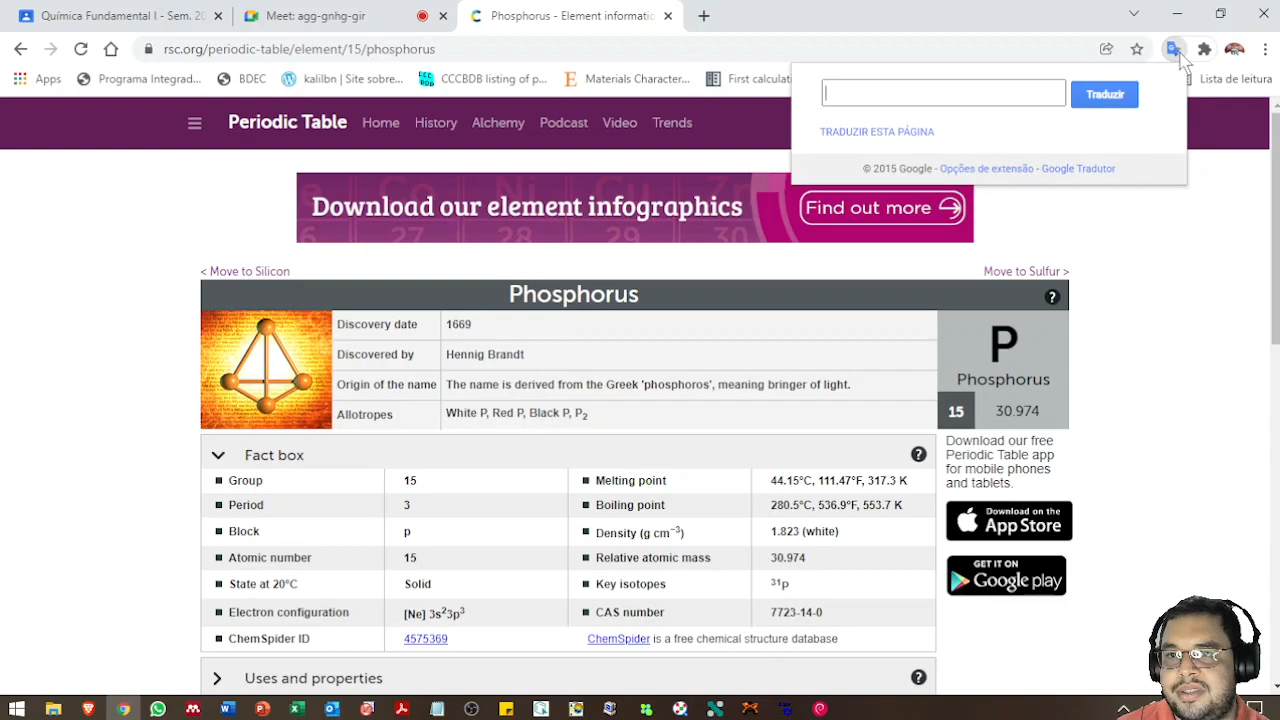 Química Fundamental I - Sem. 20
Meet: agg-gnhg-gir
Phosphorus - Element informatic
rsc.org/periodic-table/element/15/phosphorus
Apps
Programa Integrad...
BDEC
kalilbn | Site sobre...
CCCBDB listing of p...
Materials Character...
First calculat
Lista de leitura
Traduzir
TRADUZIR ESTA PÁGINA
© 2015 Google - Opções de extensão - Google Tradutor
Periodic Table
Home
History
Alchemy
Podcast
Video
Trends
Download our element infographics
Find out more
< Move to Silicon
Move to Sulfur >
Phosphorus
Discovery date 1669
Discovered by Hennig Brandt
Origin of the name The name is derived from the Greek 'phosphoros', meaning bringer of light.
Allotropes White P, Red P, Black P, P₂
P
Phosphorus
15 30.974
Fact box
Group 15 Melting point 44.15°C, 111.47°F, 317.3 K
Period 3 Boiling point 280.5°C, 536.9°F, 553.7 K
Block p Density (g cm⁻³) 1.823 (white)
Atomic number 15 Relative atomic mass 30.974
State at 20°C Solid Key isotopes ³¹P
Electron configuration [Ne] 3s²3p³ CAS number 7723-14-0
ChemSpider ID 4575369 ChemSpider is a free chemical structure database
Uses and properties
Download our free
Periodic Table app
for mobile phones
and tablets.
Download on the
App Store
GET IT ON
Google play